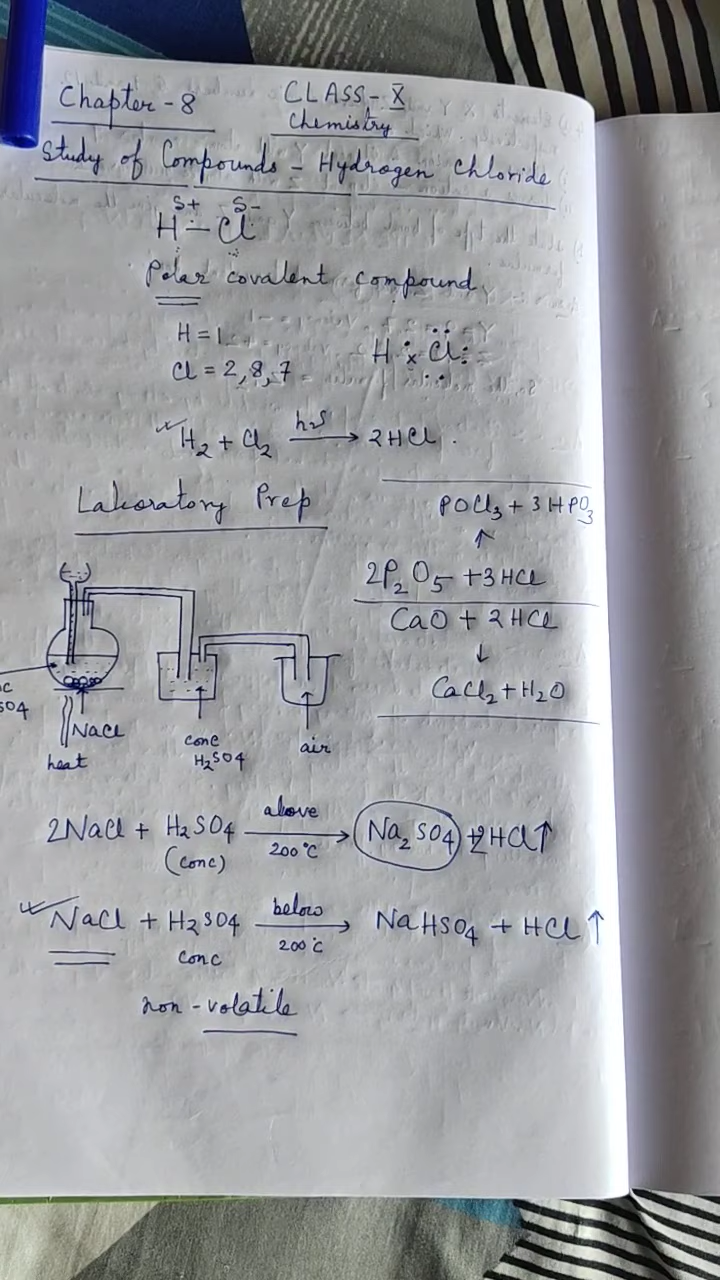 Chapter - 8
CLASS - X
Chemistry
Study of Compounds - Hydrogen Chloride
S+ S-
H - Cl
Polar covalent compound
H = 1
Cl = 2, 8, 7
H x Cl
H2 + Cl2 → 2HCl.
Laboratory Prep
POCl3 + 3HPO3
↑
2P2O5 + 3HCl
CaO + 2HCl
↓
CaCl2 + H2O
c
SO4
NaCl
heat
conc
H2SO4
air
2NaCl + H2SO4 (conc) above 200°C → Na2SO4 + 2HCl↑
NaCl + H2SO4 conc below 200°C → NaHSO4 + HCl↑
non-volatile